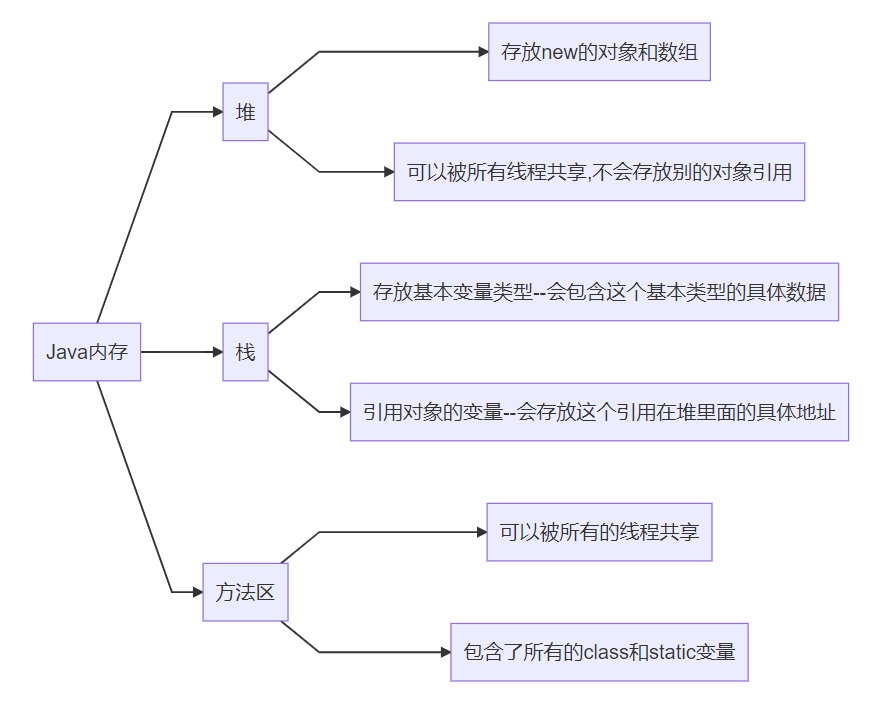 Java内存
堆
存放new的对象和数组
可以被所有线程共享,不会存放别的对象引用
栈
存放基本变量类型--会包含这个基本类型的具体数据
引用对象的变量--会存放这个引用在堆里面的具体地址
方法区
可以被所有的线程共享
包含了所有的class和static变量